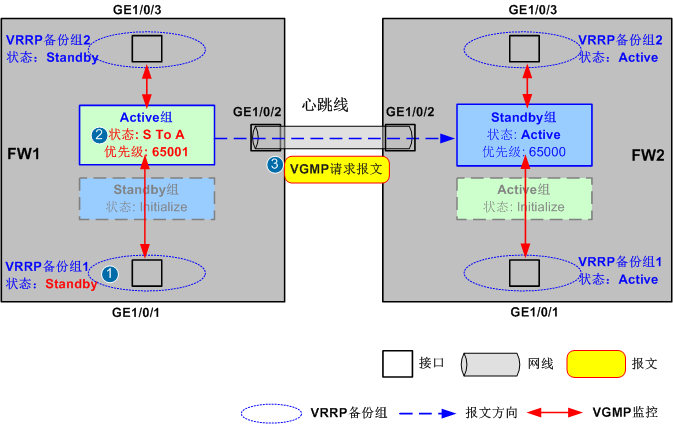 GE1/0/3
GE1/0/3
VRRP备份组2
状态：Standby
VRRP备份组2
状态：Active
Active组
2 状态: S To A
优先级: 65001
GE1/0/2
心跳线
GE1/0/2
Standby组
状态: Active
优先级: 65000
FW1
FW2
3 VGMP请求报文
Standby组
状态: Initialize
Active组
状态: Initialize
VRRP备份组1
状态：Standby
1
VRRP备份组1
状态：Active
GE1/0/1
GE1/0/1
接口
网线
报文
VRRP备份组
报文方向
VGMP监控